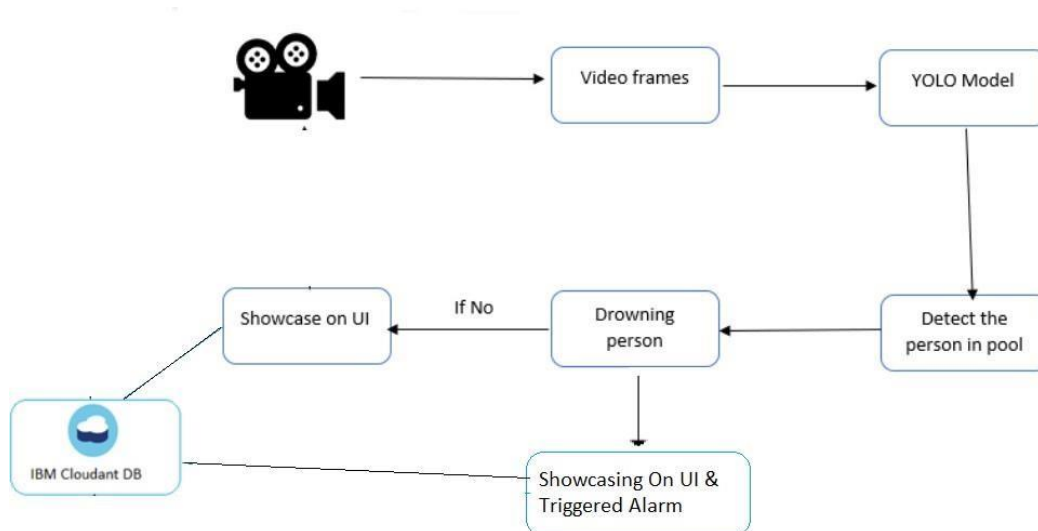 Video frames
YOLO Model
Detect the
person in pool
Drowning
person
If No
Showcase on UI
IBM Cloudant DB
Showcasing On UI &
Triggered Alarm